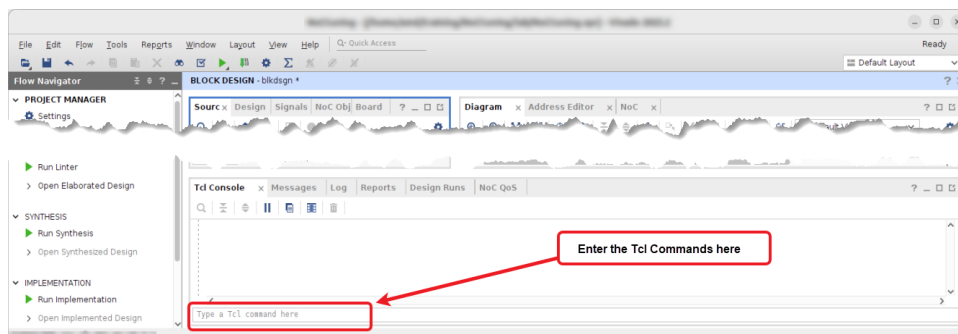 File Edit Flow Tools Reports Window Layout View Help Q- Quick Access Ready
Default Layout
Flow Navigator ? _ BLOCK DESIGN - blkdsgn * ?
PROJECT MANAGER
Settings
Sourc x Design Signals NoC Obj Board ? _
Diagram x Address Editor x NoC x ?
Run Linter
Open Elaborated Design
Tcl Console x Messages Log Reports Design Runs NoC QoS ? _
SYNTHESIS
Run Synthesis
Open Synthesized Design
Enter the Tcl Commands here
IMPLEMENTATION
Run Implementation
Open Implemented Design
Type a Tcl command here